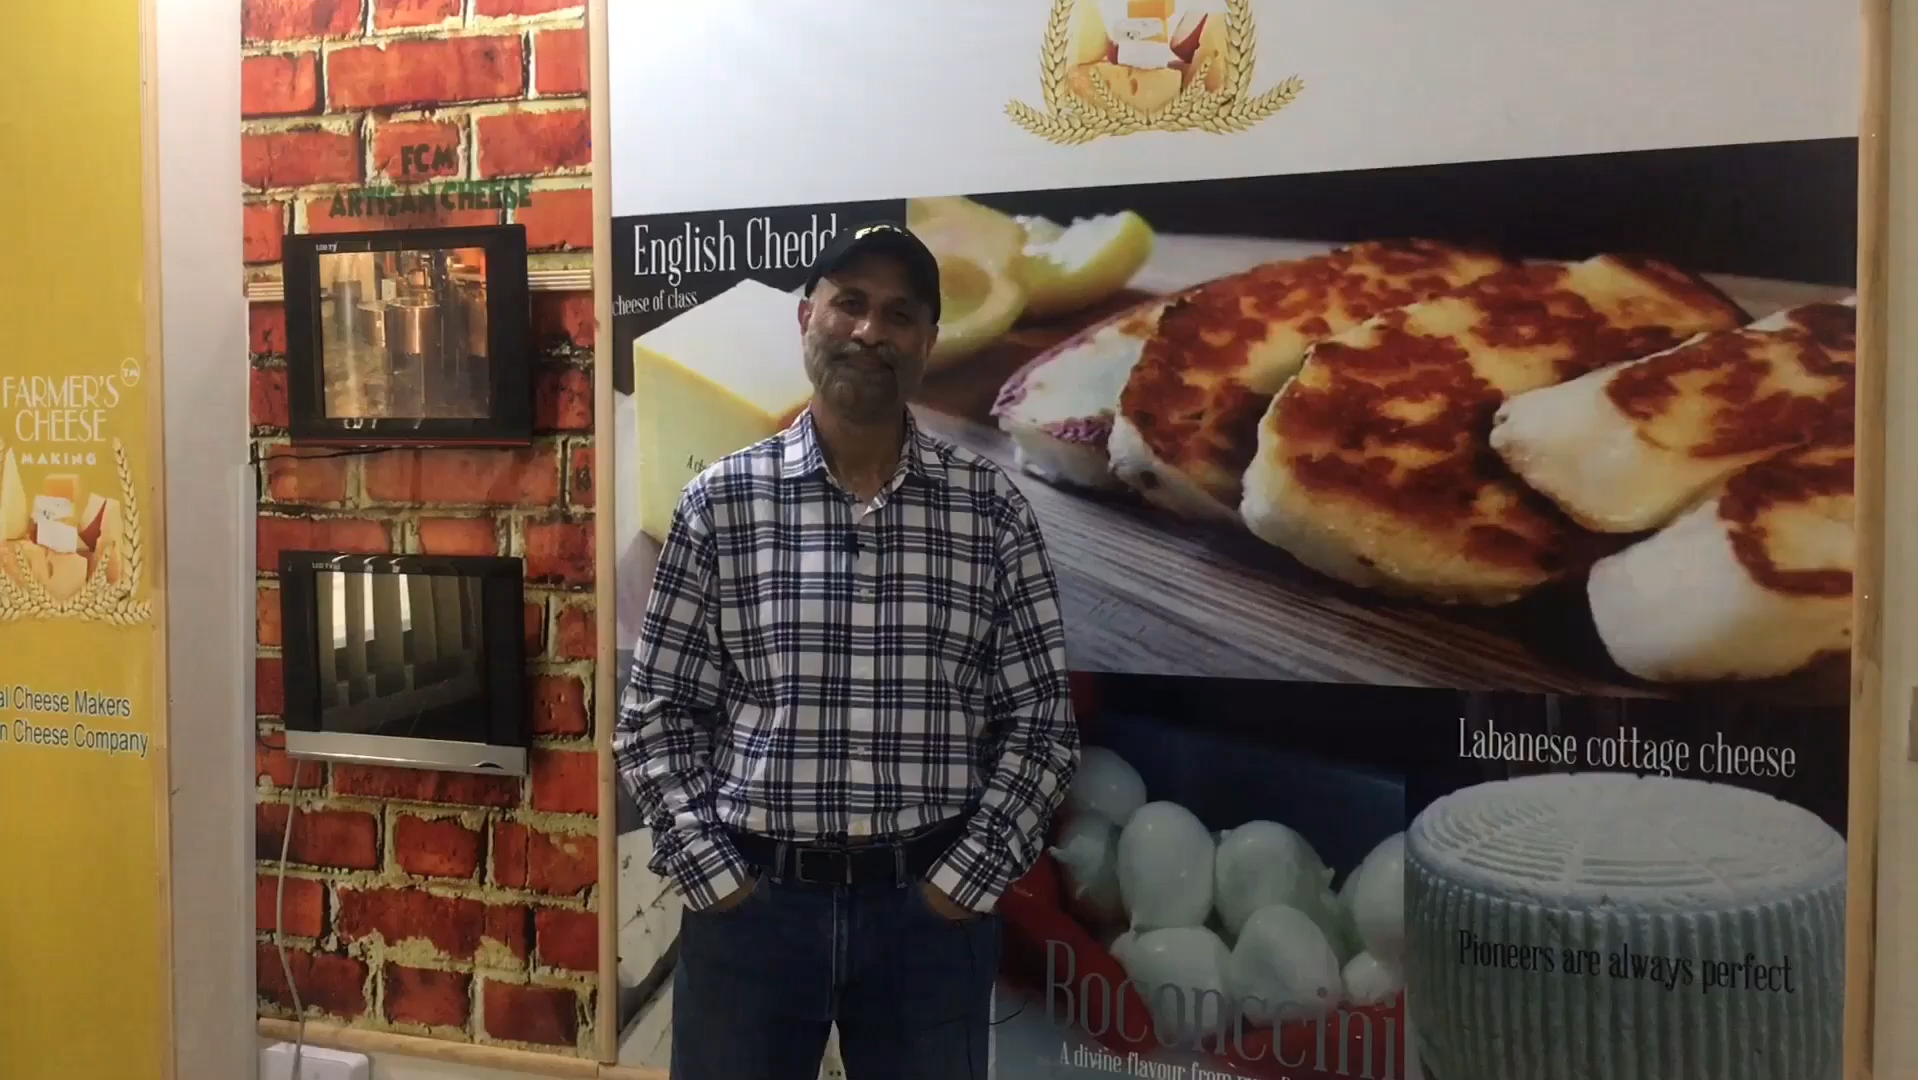 FCM
ARTISAN CHEESE
FARMER'S
CHEESE
MAKING
TM
al Cheese Makers
n Cheese Company
English Chedd
cheese of class
Labanese cottage cheese
Pioneers are always perfect
Boconccini
A divine flavour from